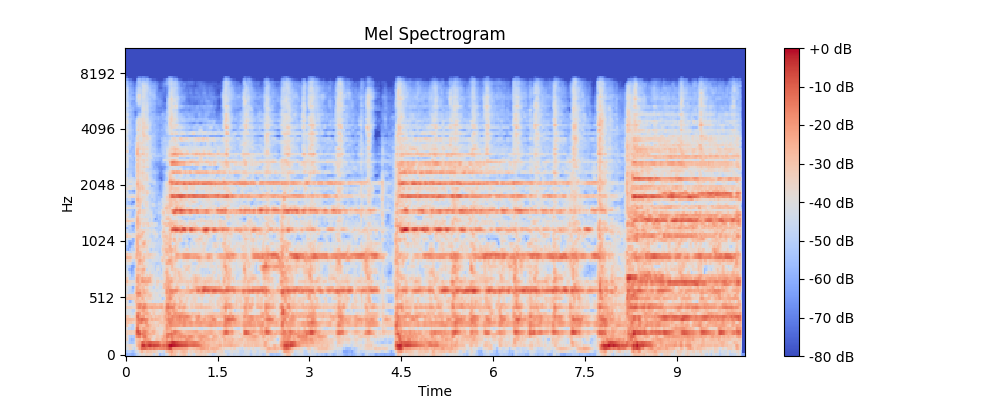 Mel Spectrogram
Hz
8192
4096
2048
1024
512
0
0 1.5 3 4.5 6 7.5 9
Time
+0 dB
-10 dB
-20 dB
-30 dB
-40 dB
-50 dB
-60 dB
-70 dB
-80 dB